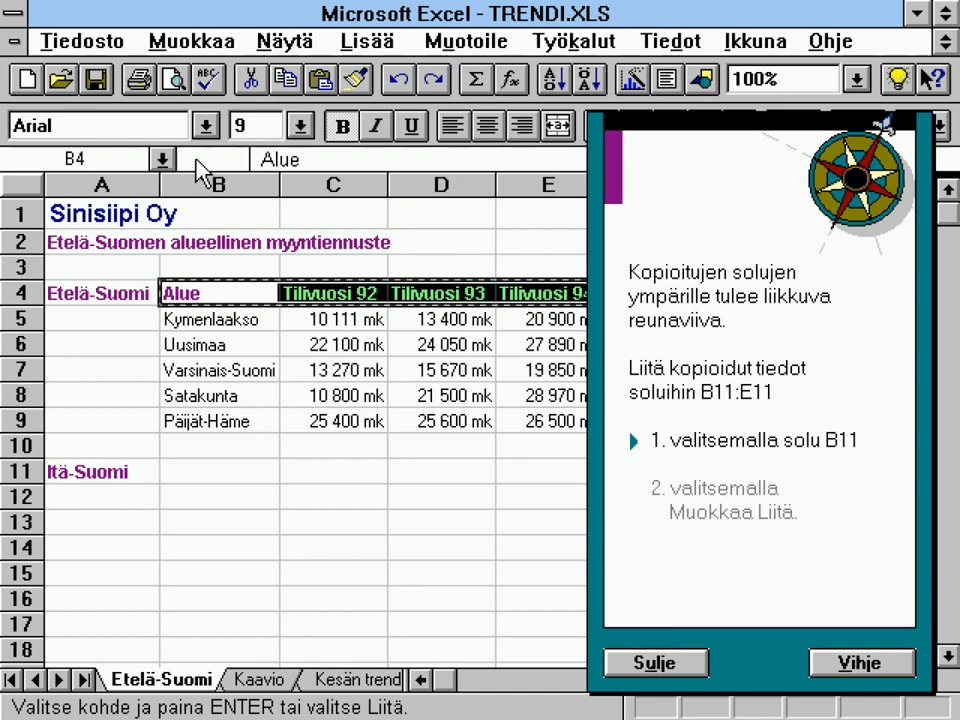 Microsoft Excel - TRENDI.XLS
Tiedosto Muokkaa Näytä Lisää Muotoile Työkalut Tiedot Ikkuna Ohje
100%
Arial 9 B I U
B4 Alue
A B C D E
1 Sinisiipi Oy
2 Etelä-Suomen alueellinen myyntiennuste
3
4 Etelä-Suomi Alue Tilivuosi 92 Tilivuosi 93 Tilivuosi 94
5 Kymenlaakso 10 111 mk 13 400 mk 20 900 m
6 Uusimaa 22 100 mk 24 050 mk 27 890 m
7 Varsinais-Suomi 13 270 mk 15 670 mk 19 850 m
8 Satakunta 10 800 mk 21 500 mk 28 970 m
9 Päijät-Häme 25 400 mk 25 600 mk 26 500 m
10
11 Itä-Suomi
12
13
14
15
16
17
18
Etelä-Suomi Kaavio Kesän trend
Valitse kohde ja paina ENTER tai valitse Liitä.
Kopioitujen solujen
ympärille tulee liikkuva
reunaviiva.
Liitä kopioidut tiedot
soluihin B11:E11
1. valitsemalla solu B11
2. valitsemalla
Muokkaa Liitä.
Sulje Vihje